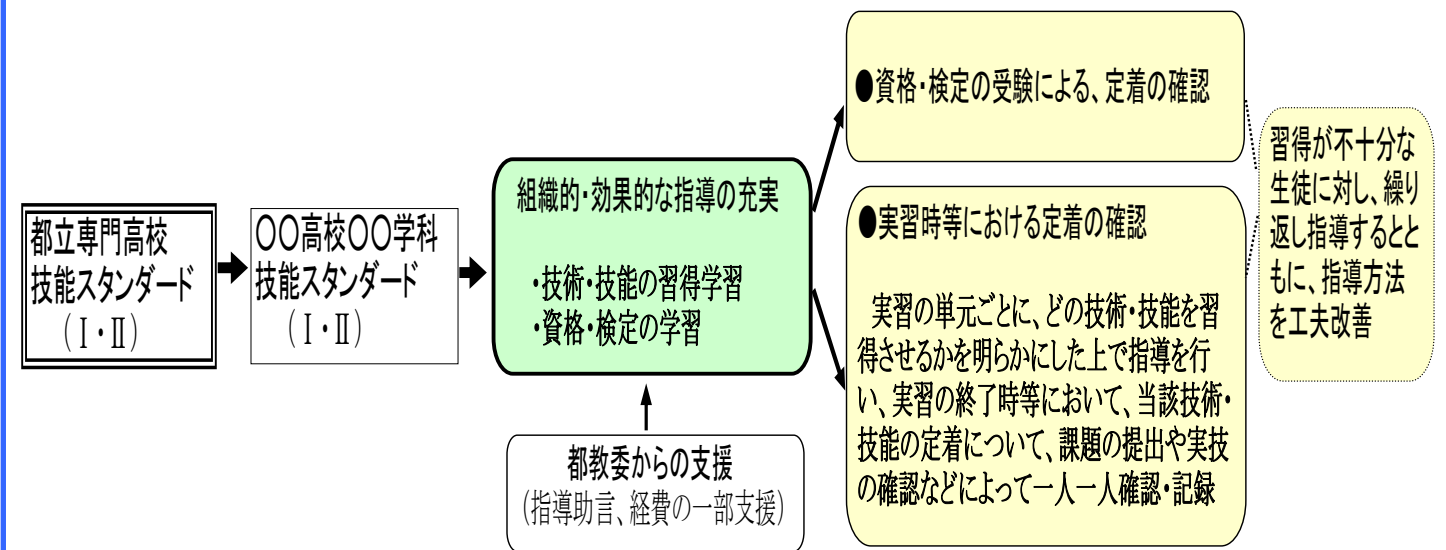 都立専門高校
技能スタンダード
(Ⅰ・Ⅱ)
〇〇高校〇〇学科
技能スタンダード
(Ⅰ・Ⅱ)
組織的・効果的な指導の充実
・技術・技能の習得学習
・資格・検定の学習
都教委からの支援
(指導助言、経費の一部支援)
●資格・検定の受験による、定着の確認
●実習時等における定着の確認
実習の単元ごとに、どの技術・技能を習
得させるかを明らかにした上で指導を行
い、実習の終了時等において、当該技術・
技能の定着について、課題の提出や実技
の確認などによって一人一人確認・記録
習得が不十分な
生徒に対し、繰り
返し指導するとと
もに、指導方法
を工夫改善